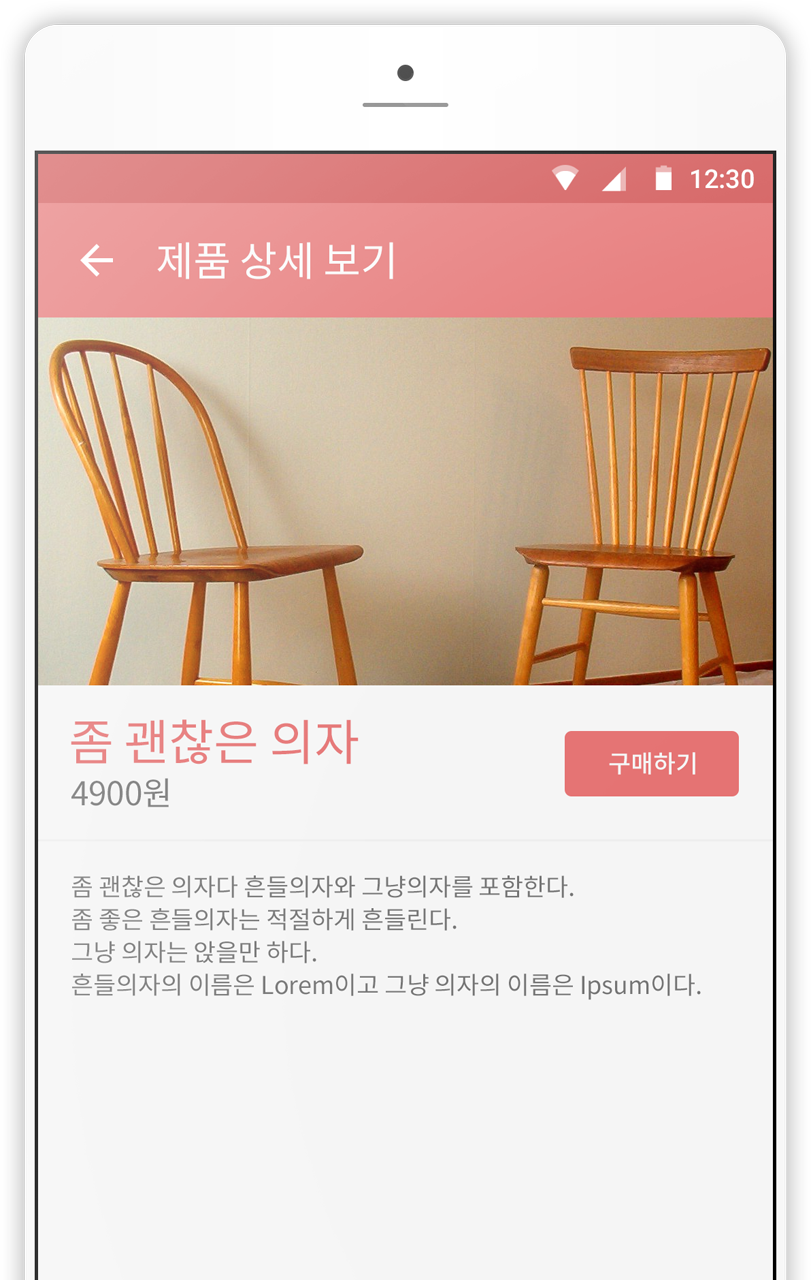 12:30
제품 상세 보기
좀 괜찮은 의자
4900원
구매하기
좀 괜찮은 의자다 흔들의자와 그냥의자를 포함한다.
좀 좋은 흔들의자는 적절하게 흔들린다.
그냥 의자는 앉을만 하다.
흔들의자의 이름은 Lorem이고 그냥 의자의 이름은 Ipsum이다.